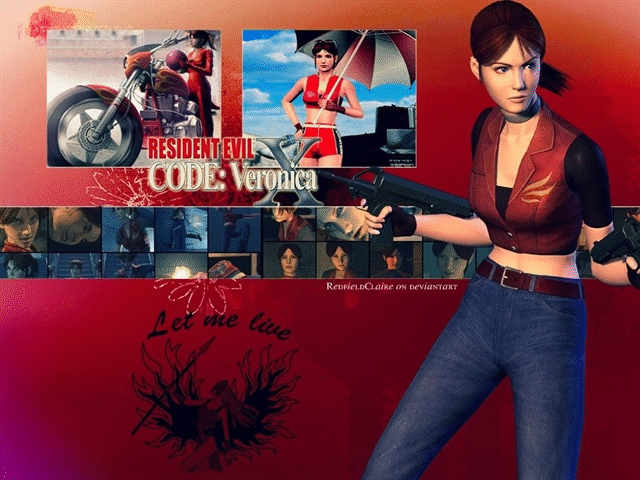 RESIDENT EVIL
CODE: Veronica X
REDFIELDCLAIRE ON DEVIANTART
Let me live